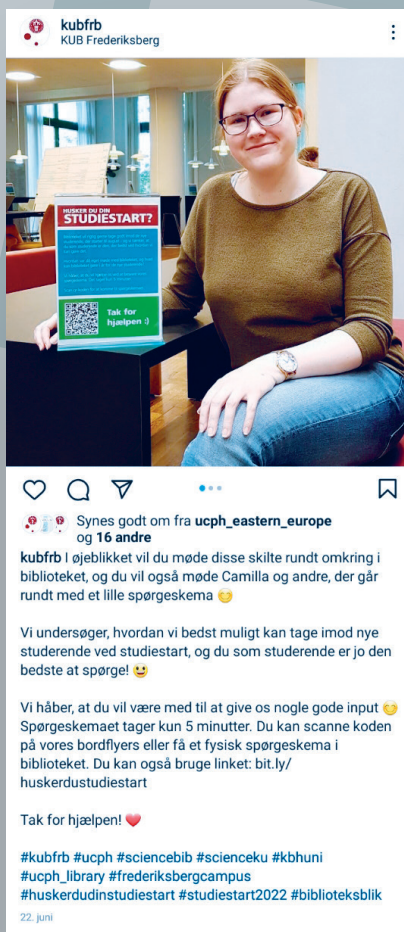 kubfrb
KUB Frederiksberg
HUSKER DU DIN
STUDIESTART?
Tak for
hjælpen :)
Synes godt om fra ucph_eastern_europe
og 16 andre
kubfrb I øjeblikket vil du møde disse skilte rundt omkring i
biblioteket, og du vil også møde Camilla og andre, der går
rundt med et lille spørgeskema 😊
Vi undersøger, hvordan vi bedst muligt kan tage imod nye
studerende ved studiestart, og du som studerende er jo den
bedste at spørge! 😃
Vi håber, at du vil være med til at give os nogle gode input 😊
Spørgeskemaet tager kun 5 minutter. Du kan scanne koden
på vores bordflyers eller få et fysisk spørgeskema i
biblioteket. Du kan også bruge linket: bit.ly/
huskerdustudiestart
Tak for hjælpen! ❤️
#kubfrb #ucph #sciencebib #scienceku #kbhuni
#ucph_library #frederiksbergcampus
#huskerdudinstudiestart #studiestart2022 #biblioteksblik
22. juni